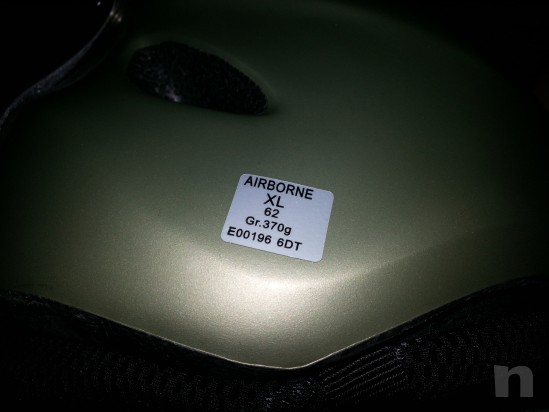 AIRBORNE
XL
62
Gr.370g
E00196 6DT
n